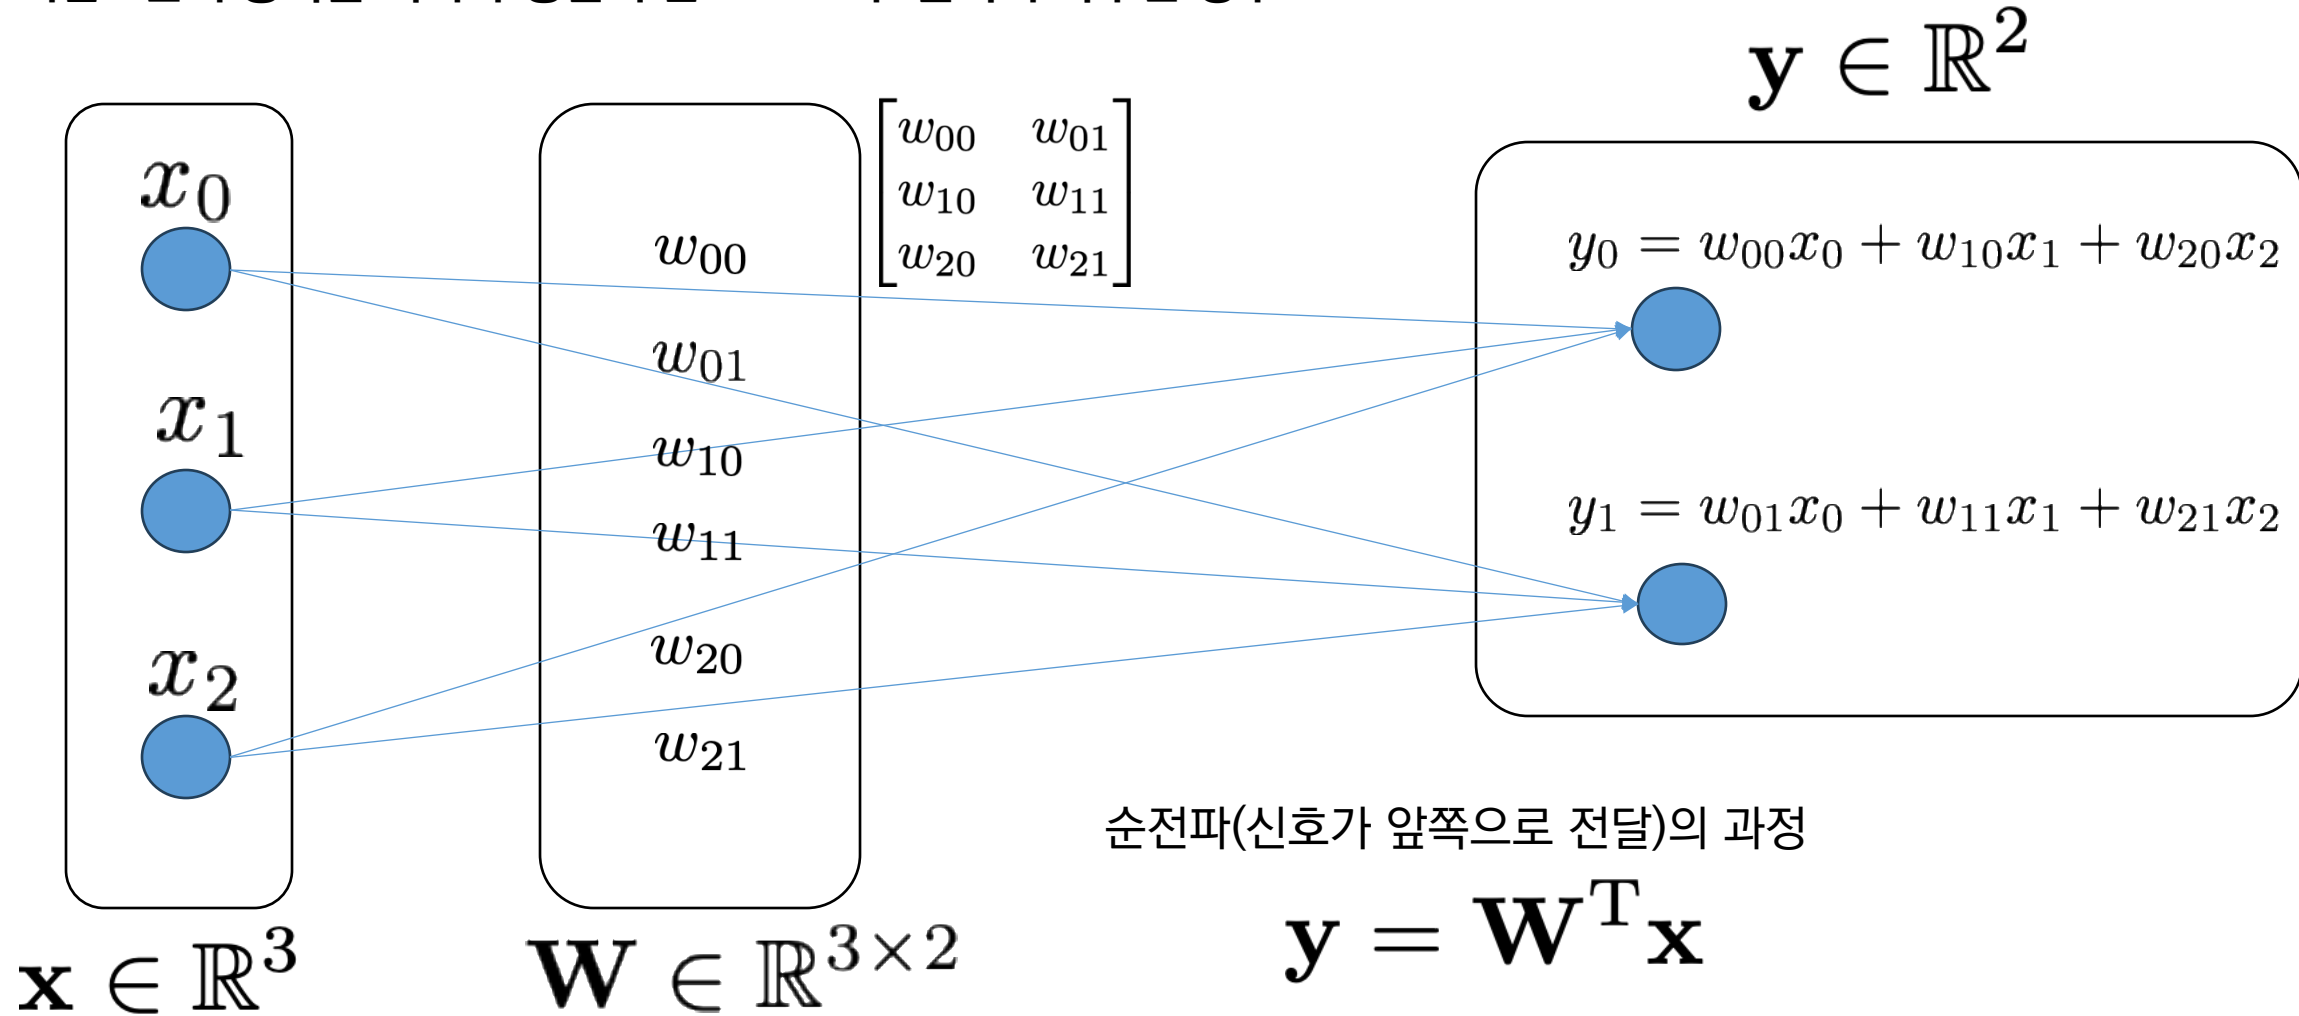 y ∈ ℝ²
x₀
w₀₀ w₀₁
w₁₀ w₁₁
w₂₀ w₂₁
w₀₀
y₀ = w₀₀x₀ + w₁₀x₁ + w₂₀x₂
w₀₁
x₁
w₁₀
w₁₁
y₁ = w₀₁x₀ + w₁₁x₁ + w₂₁x₂
x₂
w₂₀
w₂₁
순전파(신호가 앞쪽으로 전달)의 과정
y = Wᵀx
x ∈ ℝ³
W ∈ ℝ³ˣ²